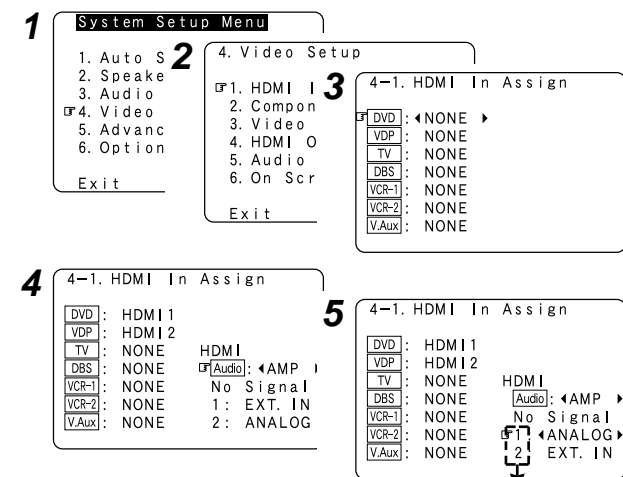 1
System Setup Menu
1. Auto S
2. Speake
3. Audio
☞4. Video
5. Advanc
6. Option
Exit
2
4. Video Setup
☞1. HDMI I
2. Compon
3. Video
4. HDMI O
5. Audio
6. On Scr
Exit
3
4-1. HDMI In Assign
☞DVD : ◀NONE ▶
VDP : NONE
TV : NONE
DBS : NONE
VCR-1 : NONE
VCR-2 : NONE
V.Aux : NONE
4
4-1. HDMI In Assign
DVD : HDMI1
VDP : HDMI2
TV : NONE HDMI
DBS : NONE ☞Audio : ◀AMP
VCR-1 : NONE No Signal
VCR-2 : NONE 1 : EXT. IN
V.Aux : NONE 2 : ANALOG
5
4-1. HDMI In Assign
DVD : HDMI1
VDP : HDMI2
TV : NONE HDMI
DBS : NONE Audio : ◀AMP ▶
VCR-1 : NONE No Signal
VCR-2 : NONE ☞1 ◀ANALOG▶
V.Aux : NONE 2 EXT. IN